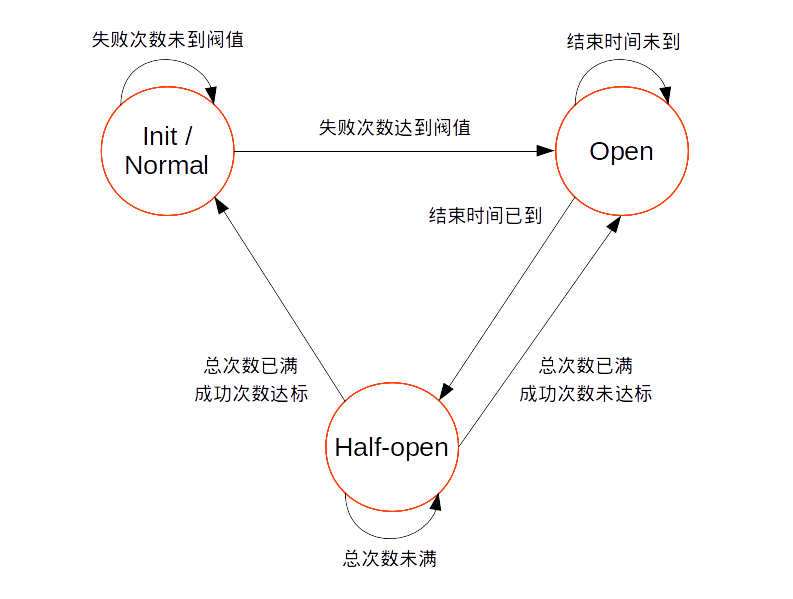 失败次数未到阀值
结束时间未到
Init /
Normal
失败次数达到阀值
Open
结束时间已到
总次数已满
成功次数达标
总次数已满
成功次数未达标
Half-open
总次数未满